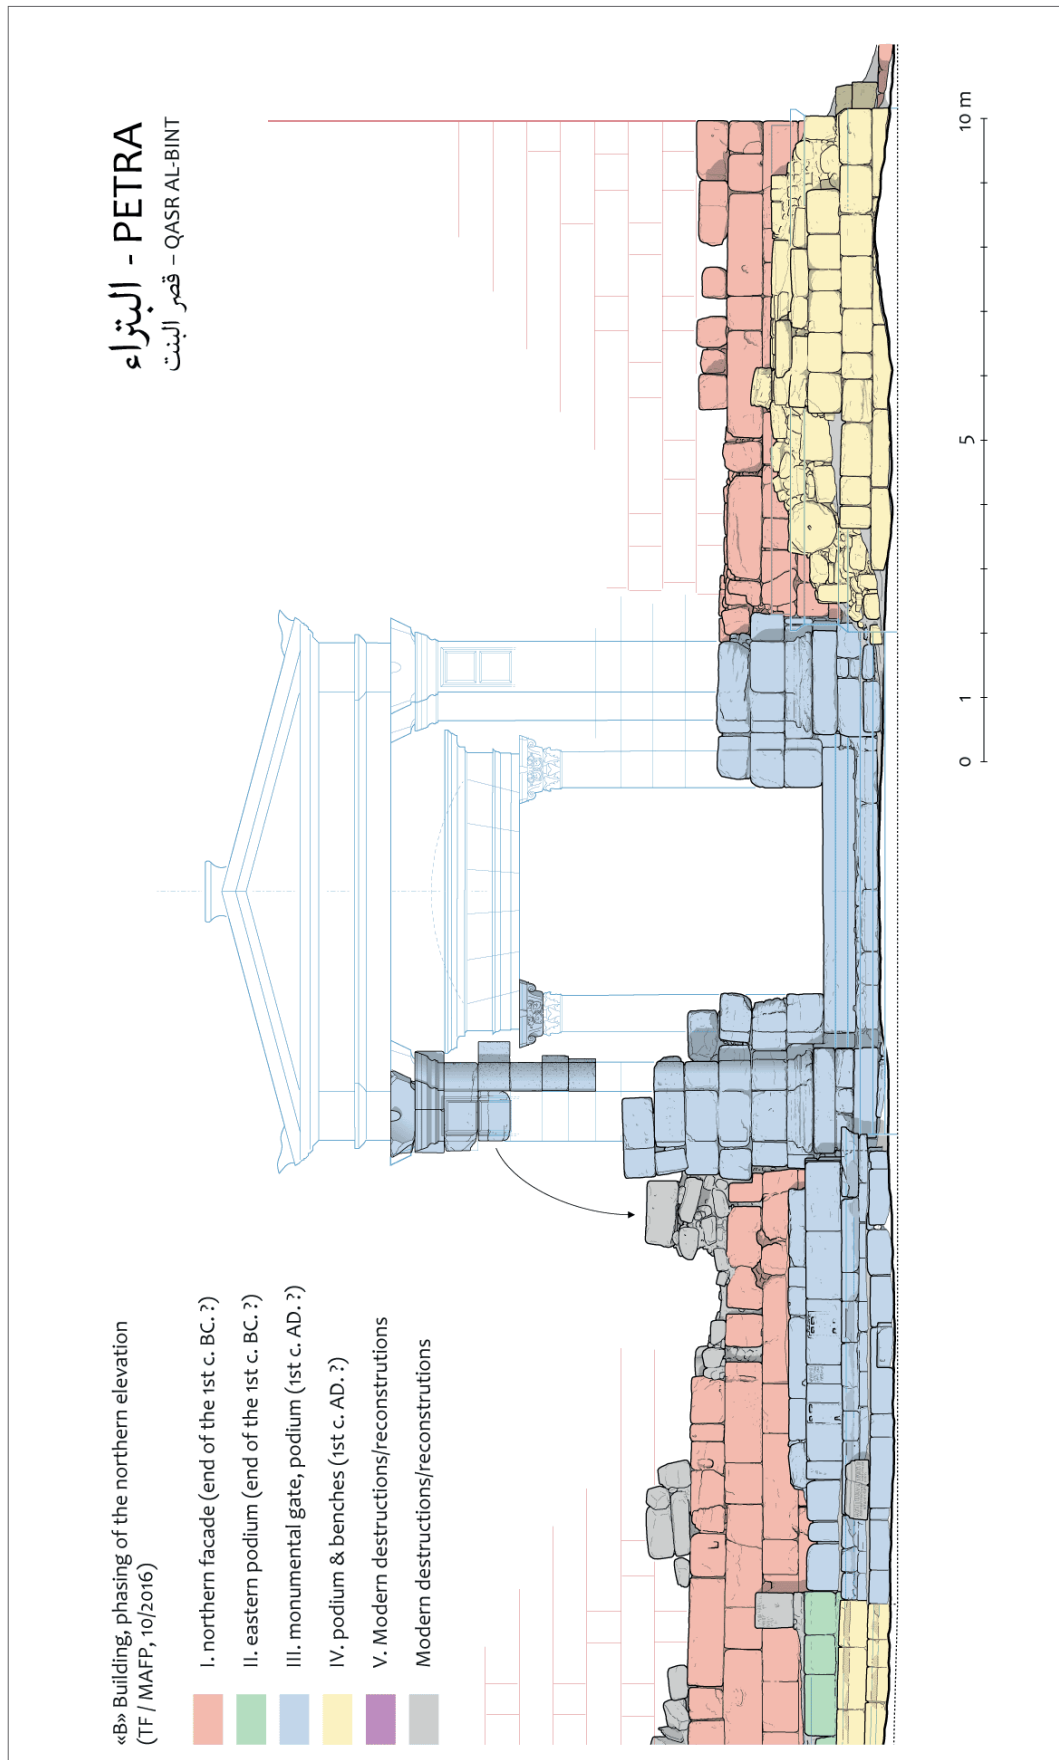 البتراء - PETRA
قصر البنت – QASR AL-BINT
«B» Building, phasing of the northern elevation
(TF / MAFP, 10/2016)
I. northern facade (end of the 1st c. BC. ?)
II. eastern podium (end of the 1st c. BC. ?)
III. monumental gate, podium (1st c. AD. ?)
IV. podium & benches (1st c. AD. ?)
V. Modern destructions/reconstrutions
Modern destructions/reconstrutions
0 1 5 10 m